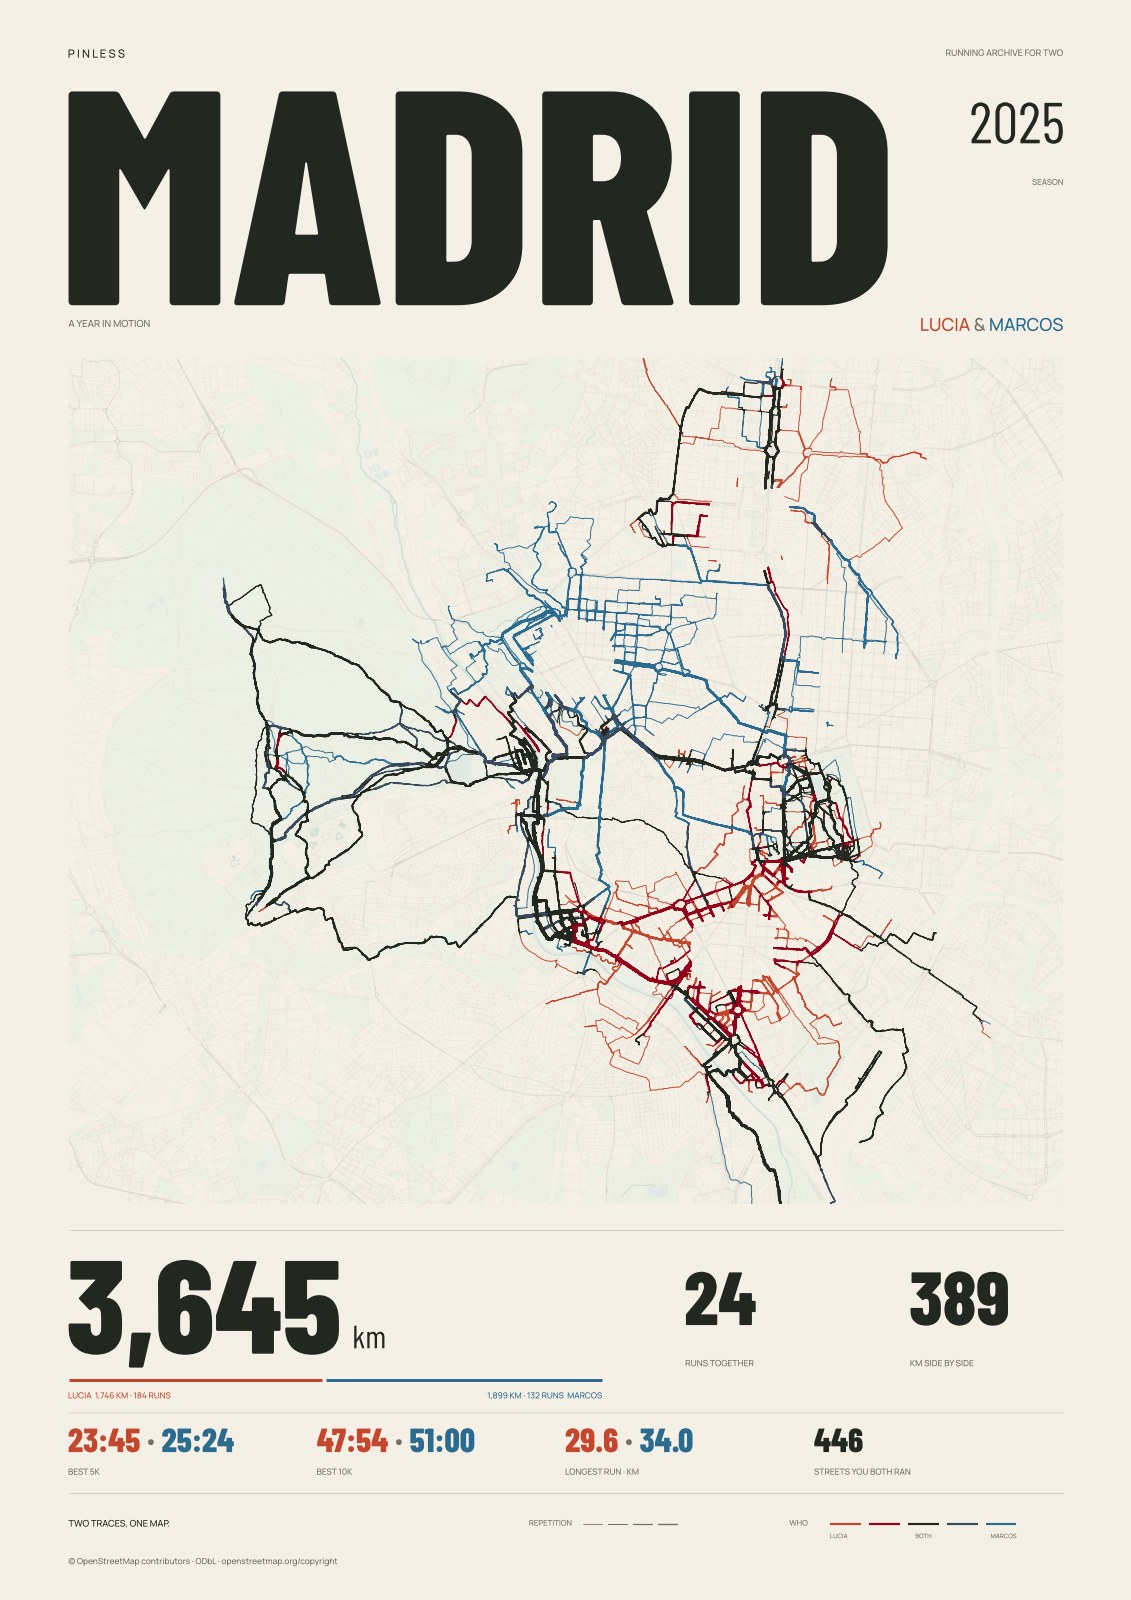 PINLESS
RUNNING ARCHIVE FOR TWO
MADRID
2025
SEASON
A YEAR IN MOTION
LUCIA & MARCOS
3,645 km
24
RUNS TOGETHER
389
KM SIDE BY SIDE
LUCIA 1,746 KM · 184 RUNS
1,899 KM · 132 RUNS MARCOS
23:45 · 25:24
BEST 5K
47:54 · 51:00
BEST 10K
29.6 · 34.0
LONGEST RUN · KM
446
STREETS YOU BOTH RAN
TWO TRACES, ONE MAP.
REPETITION
WHO
LUCIA
BOTH
MARCOS
© OpenStreetMap contributors · ODbL · openstreetmap.org/copyright